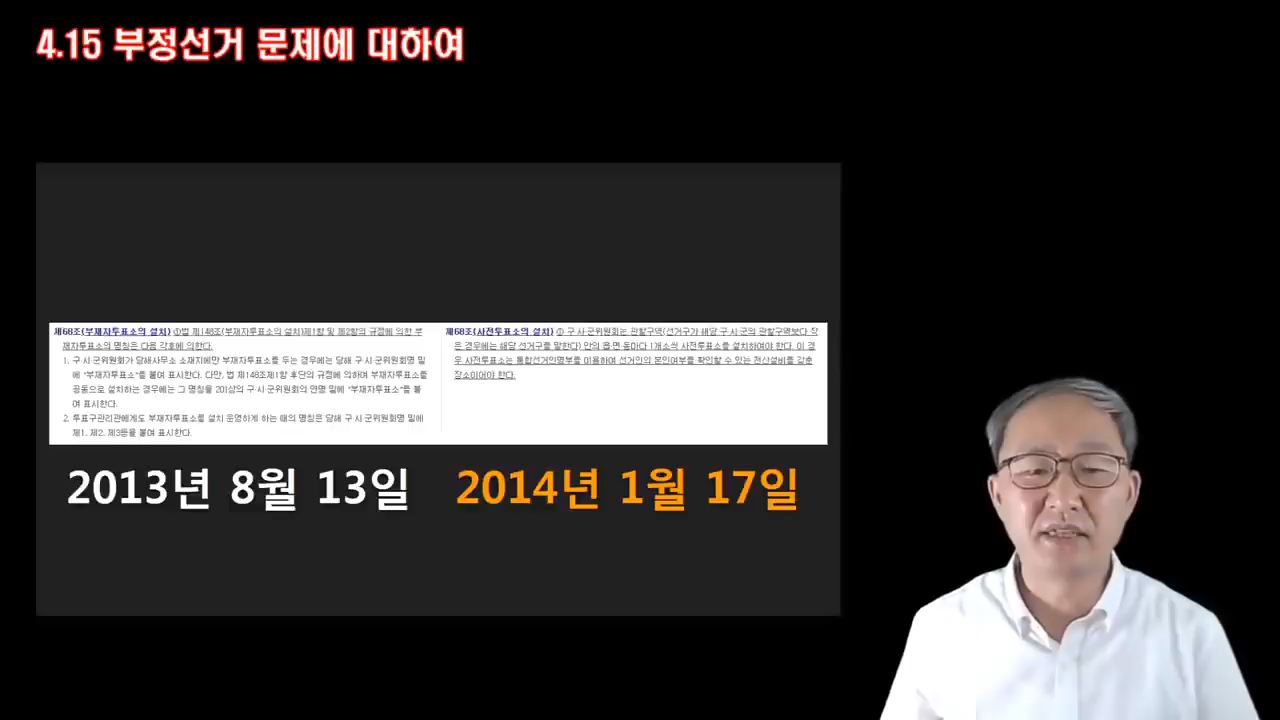 4.15 부정선거 문제에 대하여
제68조(부재자투표소의 설치) ①법 제148조(부재자투표소의 설치)제1항 및 제2항의 규정에 의한 부
재자투표소의 명칭은 다음 각호에 의한다.
1. 구·시·군위원회가 당해사무소 소재지에만 부재자투표소를 두는 경우에는 당해 구·시·군위원회명 밑
에 "부재자투표소"를 붙여 표시한다. 다만, 법 제148조제1항 후단의 규정에 의하여 부재자투표소를
공동으로 설치하는 경우에는 그 명칭을 2이상의 구·시·군위원회의 연명 밑에 "부재자투표소"를 붙
여 표시한다.
2. 투표구관리관에게도 부재자투표소를 설치·운영하게 하는 때의 명칭은 당해 구·시·군위원회명 밑에
제1, 제2, 제3등을 붙여 표시한다.
제68조(사전투표소의 설치) ① 구·시·군위원회는 관할구역(선거구가 해당 구·시·군의 관할구역보다 작
은 경우에는 해당 선거구를 말한다) 안의 읍·면·동마다 1개소씩 사전투표소를 설치하여야 한다. 이 경
우 사전투표소는 통합선거인명부를 이용하여 선거인의 본인여부를 확인할 수 있는 전산설비를 갖춘
장소이어야 한다.
2013년 8월 13일
2014년 1월 17일